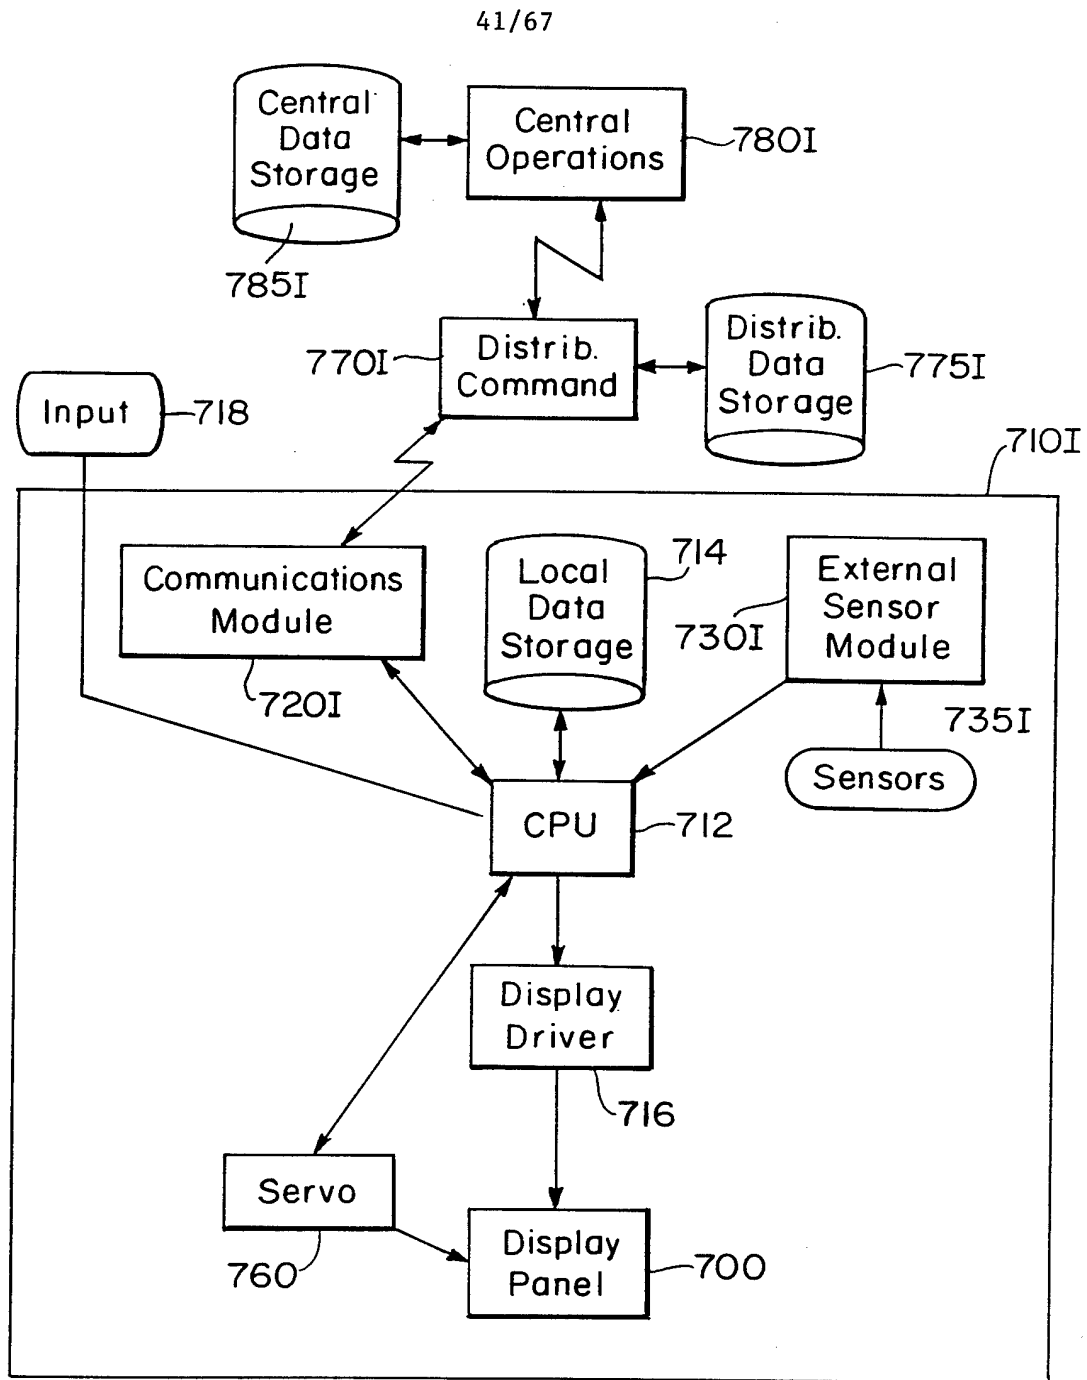 41/67
Central
Data
Storage
785I
Central
Operations
780I
Distrib.
Command
770I
Distrib.
Data
Storage
775I
Input
718
710I
Communications
Module
720I
Local
Data
Storage
714
External
Sensor
Module
730I
735I
Sensors
CPU
712
Display
Driver
716
Servo
760
Display
Panel
700